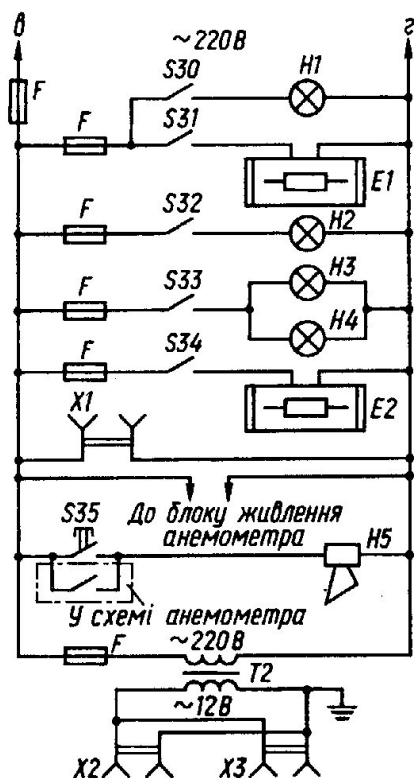 в г
~220В
S30 H1
F
F S31
E1
F S32 H2
H3
F S33
H4
F S34
X1 E2
До блоку живлення
анемометра
S35 H5
У схемі анемометра
F ~220В
T2
~12В
X2 X3